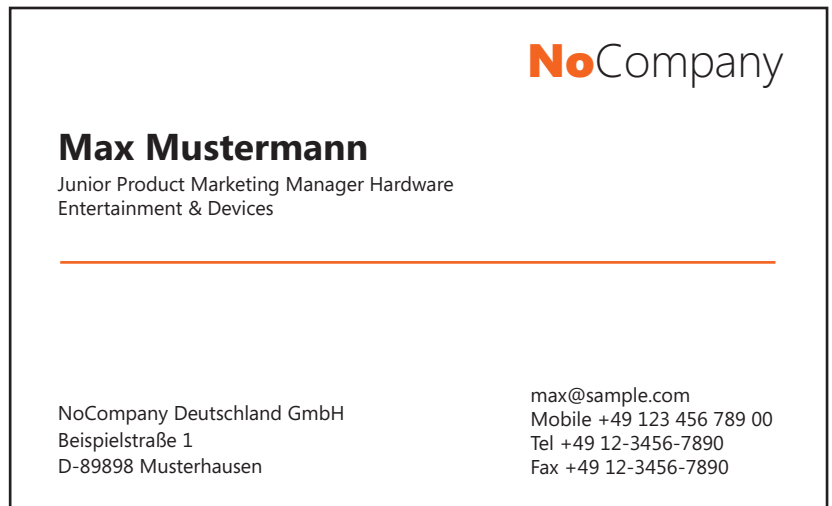 NoCompany
Max Mustermann
Junior Product Marketing Manager Hardware
Entertainment & Devices
NoCompany Deutschland GmbH
Beispielstraße 1
D-89898 Musterhausen
max@sample.com
Mobile +49 123 456 789 00
Tel +49 12-3456-7890
Fax +49 12-3456-7890